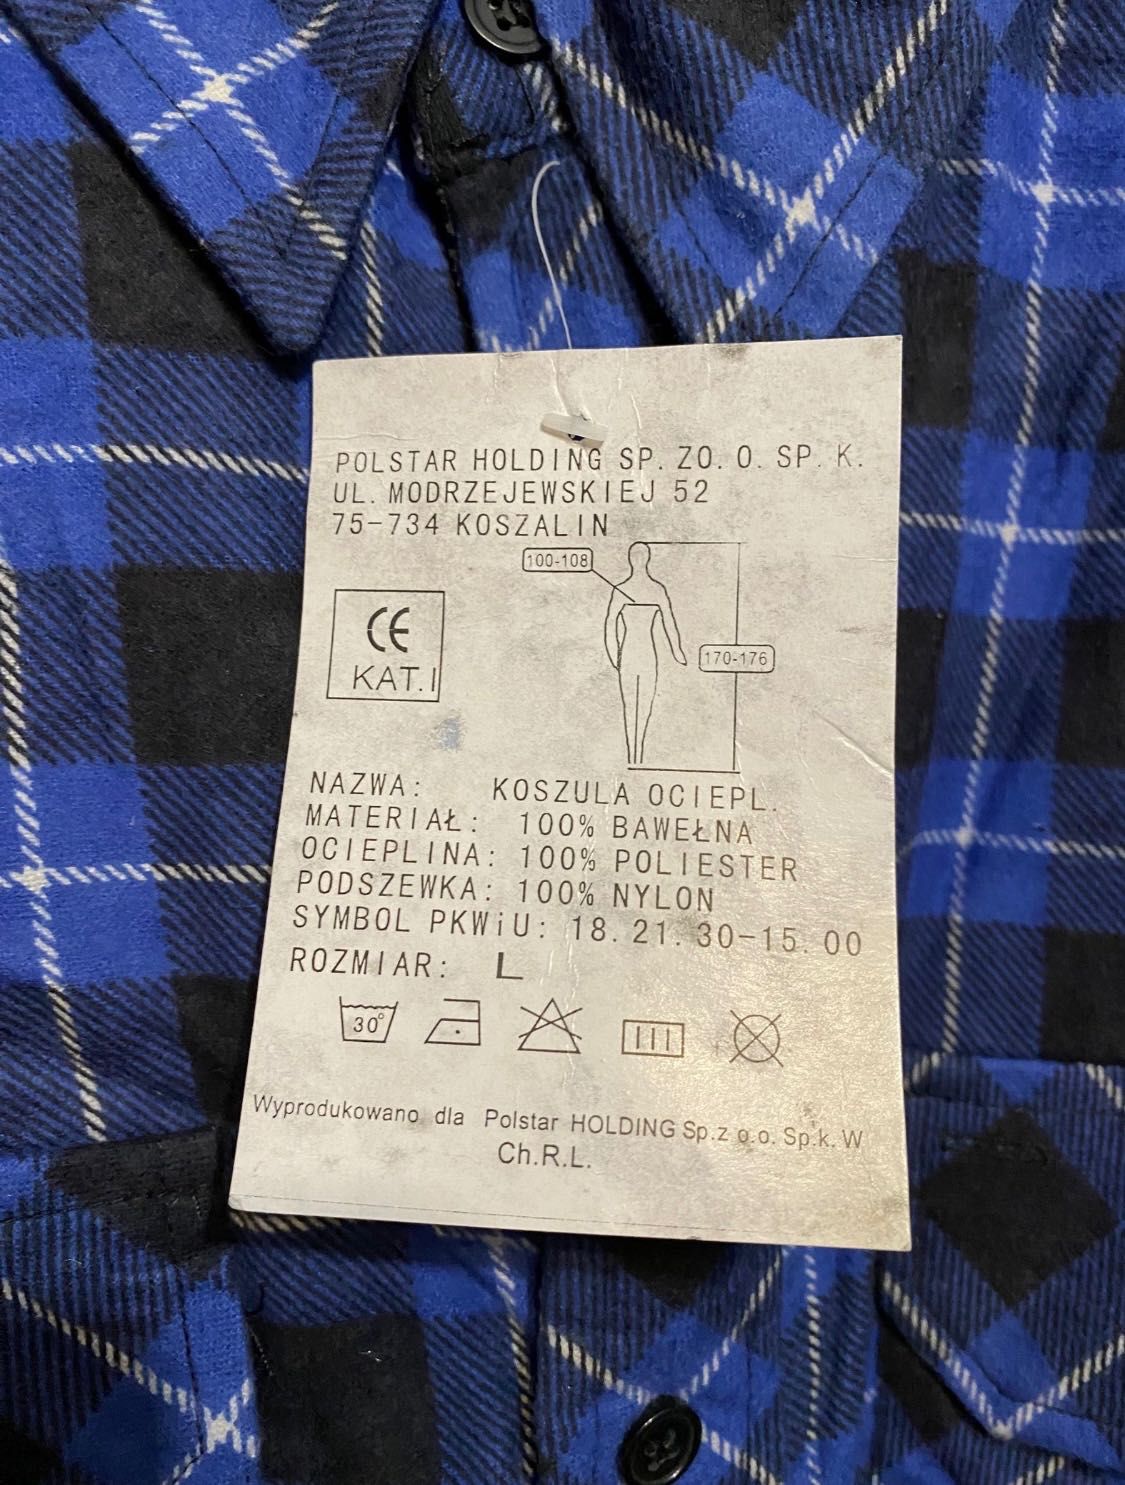 POLSTAR HOLDING SP. ZO. O. SP. K.
UL. MODRZEJEWSKIEJ 52
75-734 KOSZALIN
100-108
CE
KAT. I
170-176
NAZWA: KOSZULA OCIEPL.
MATERIAŁ: 100% BAWEŁNA
OCIEPLINA: 100% POLIESTER
PODSZEWKA: 100% NYLON
SYMBOL PKWiU: 18. 21. 30-15. 00
ROZMIAR: L
30°
Wyprodukowano dla Polstar HOLDING Sp.z o.o. Sp.k. W
Ch.R.L.